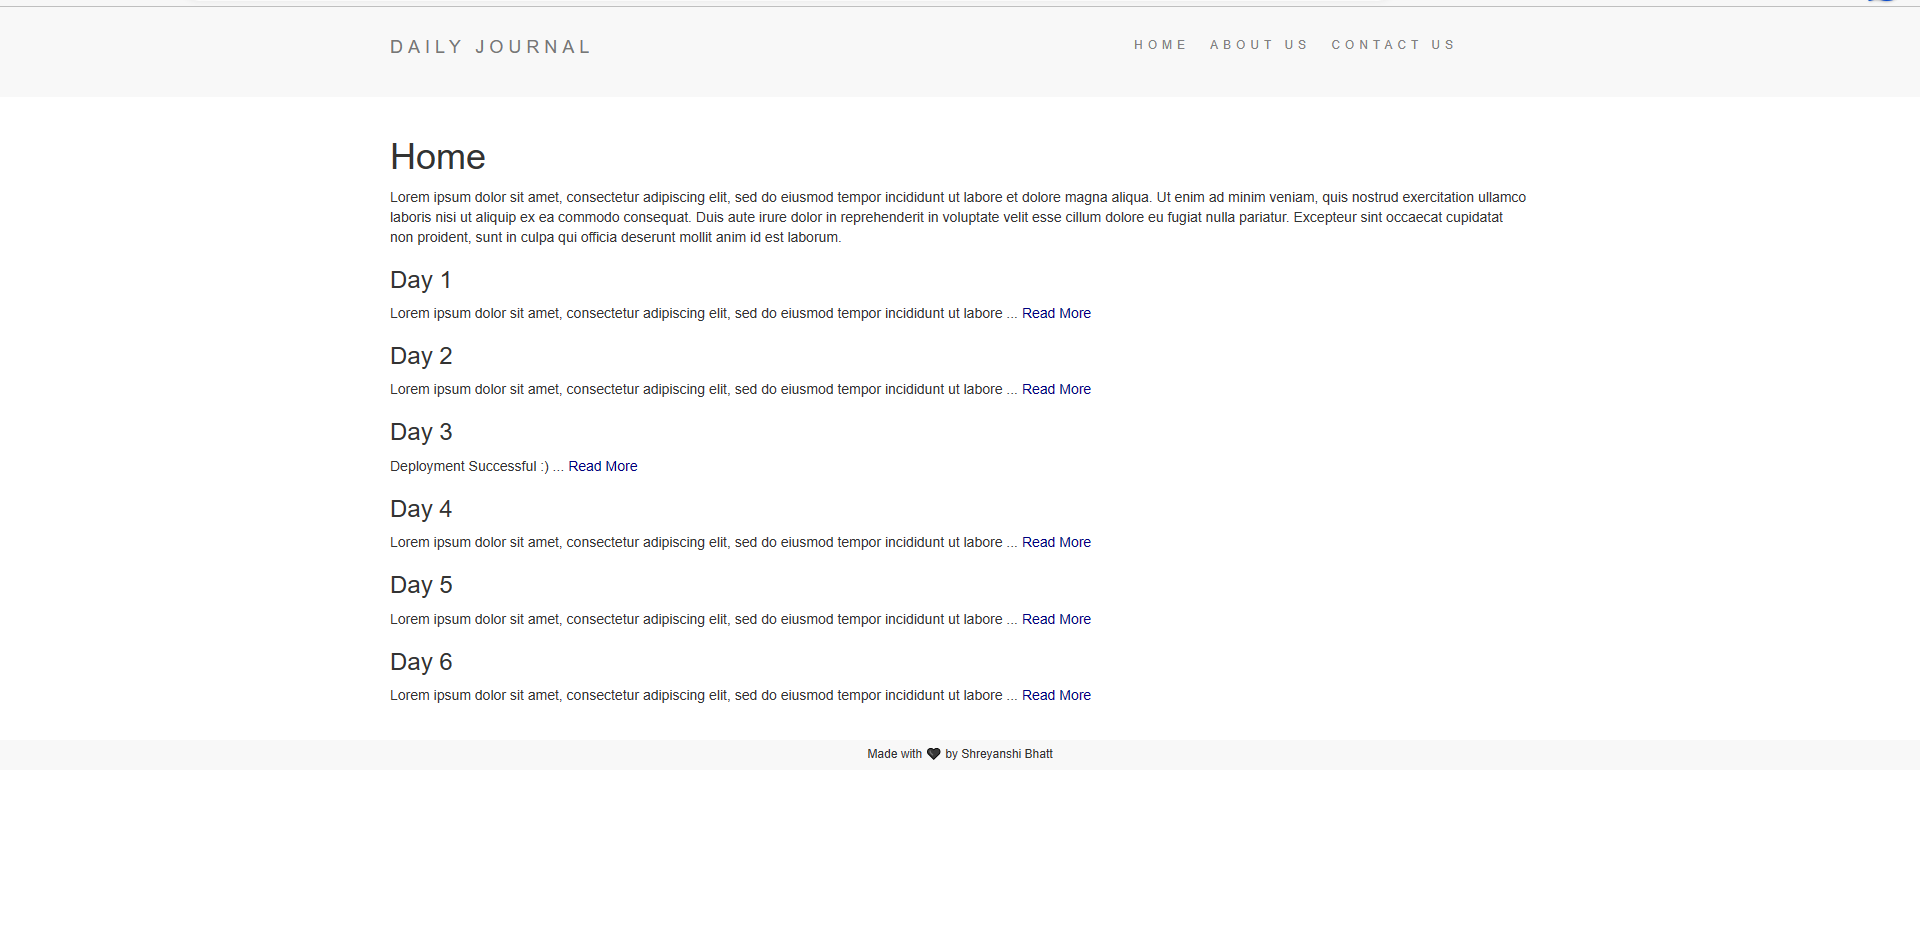 DAILY JOURNAL
HOME ABOUT US CONTACT US
Home
Lorem ipsum dolor sit amet, consectetur adipiscing elit, sed do eiusmod tempor incididunt ut labore et dolore magna aliqua. Ut enim ad minim veniam, quis nostrud exercitation ullamco
laboris nisi ut aliquip ex ea commodo consequat. Duis aute irure dolor in reprehenderit in voluptate velit esse cillum dolore eu fugiat nulla pariatur. Excepteur sint occaecat cupidatat
non proident, sunt in culpa qui officia deserunt mollit anim id est laborum.
Day 1
Lorem ipsum dolor sit amet, consectetur adipiscing elit, sed do eiusmod tempor incididunt ut labore ... Read More
Day 2
Lorem ipsum dolor sit amet, consectetur adipiscing elit, sed do eiusmod tempor incididunt ut labore ... Read More
Day 3
Deployment Successful :) ... Read More
Day 4
Lorem ipsum dolor sit amet, consectetur adipiscing elit, sed do eiusmod tempor incididunt ut labore ... Read More
Day 5
Lorem ipsum dolor sit amet, consectetur adipiscing elit, sed do eiusmod tempor incididunt ut labore ... Read More
Day 6
Lorem ipsum dolor sit amet, consectetur adipiscing elit, sed do eiusmod tempor incididunt ut labore ... Read More
Made with 🖤 by Shreyanshi Bhatt